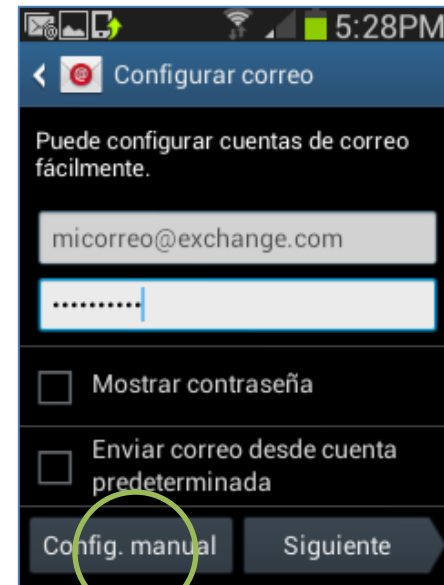 5:28PM
Configurar correo
Puede configurar cuentas de correo
fácilmente.
micorreo@exchange.com
••••••••••
Mostrar contraseña
Enviar correo desde cuenta
predeterminada
Config. manual
Siguiente